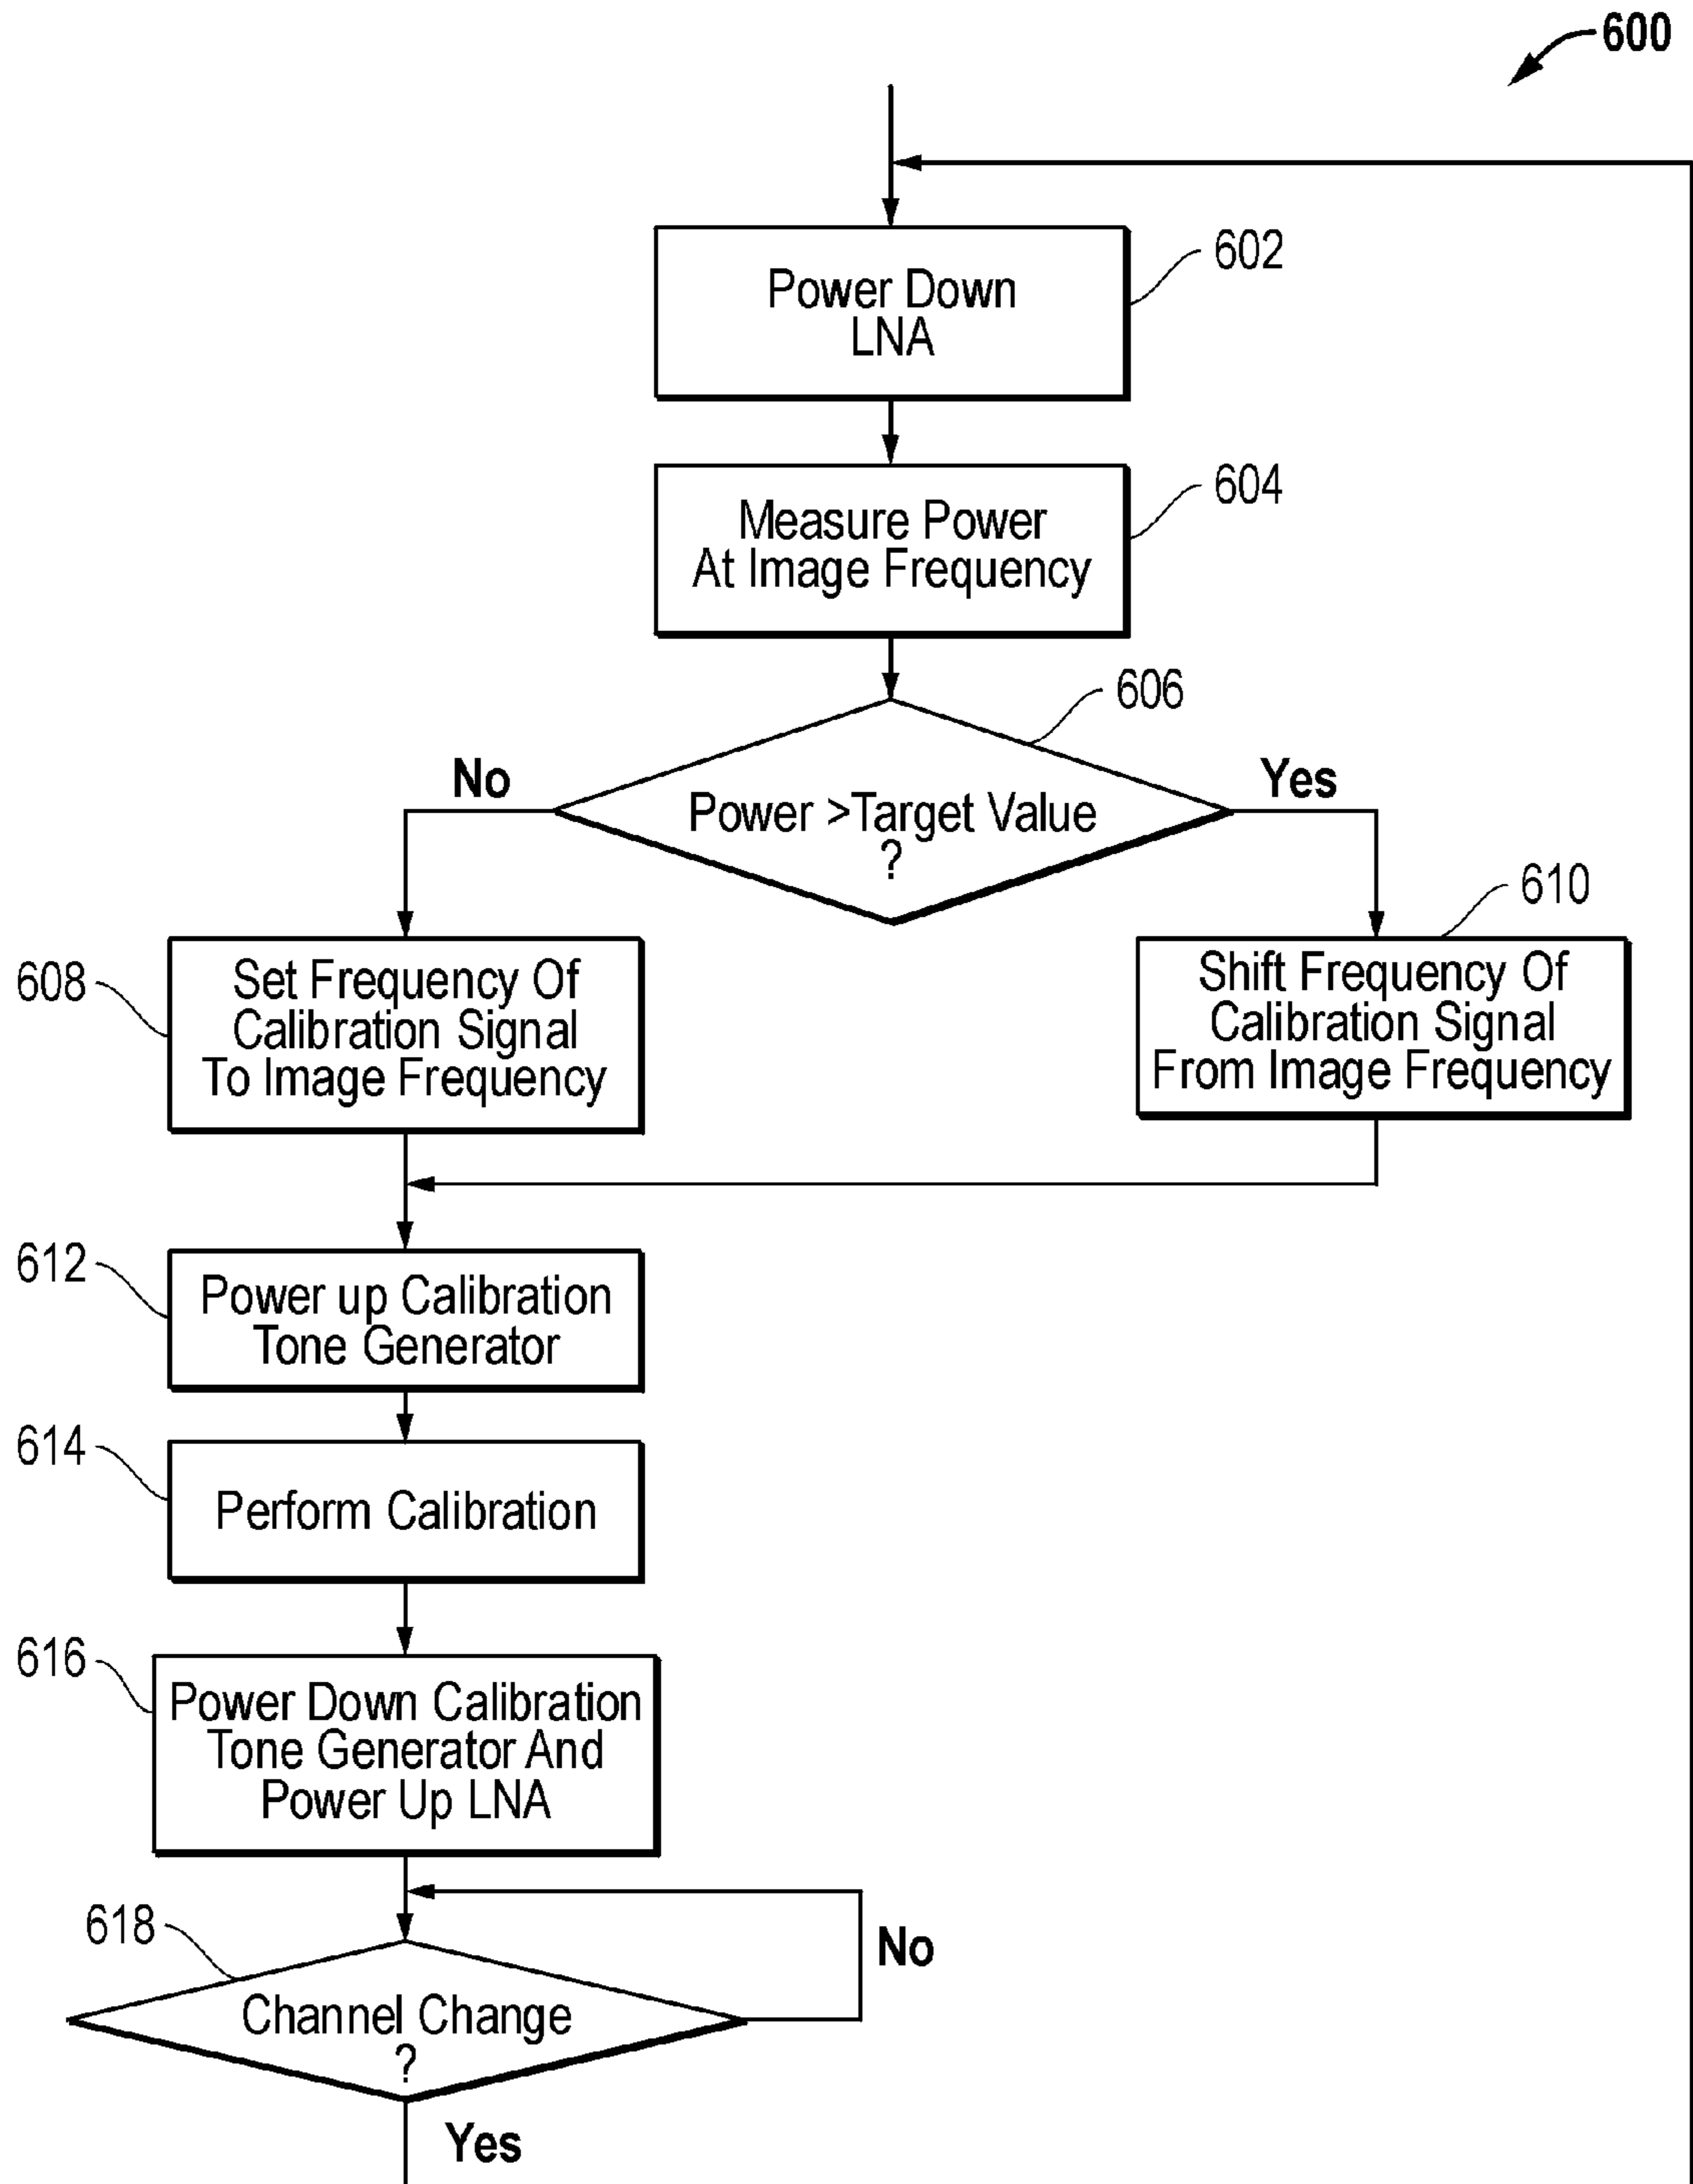 600
Power Down
LNA
602
Measure Power
At Image Frequency
604
606
No
Yes
Power >Target Value
?
608
Set Frequency Of
Calibration Signal
To Image Frequency
610
Shift Frequency Of
Calibration Signal
From Image Frequency
612
Power up Calibration
Tone Generator
614
Perform Calibration
616
Power Down Calibration
Tone Generator And
Power Up LNA
618
No
Channel Change
?
Yes